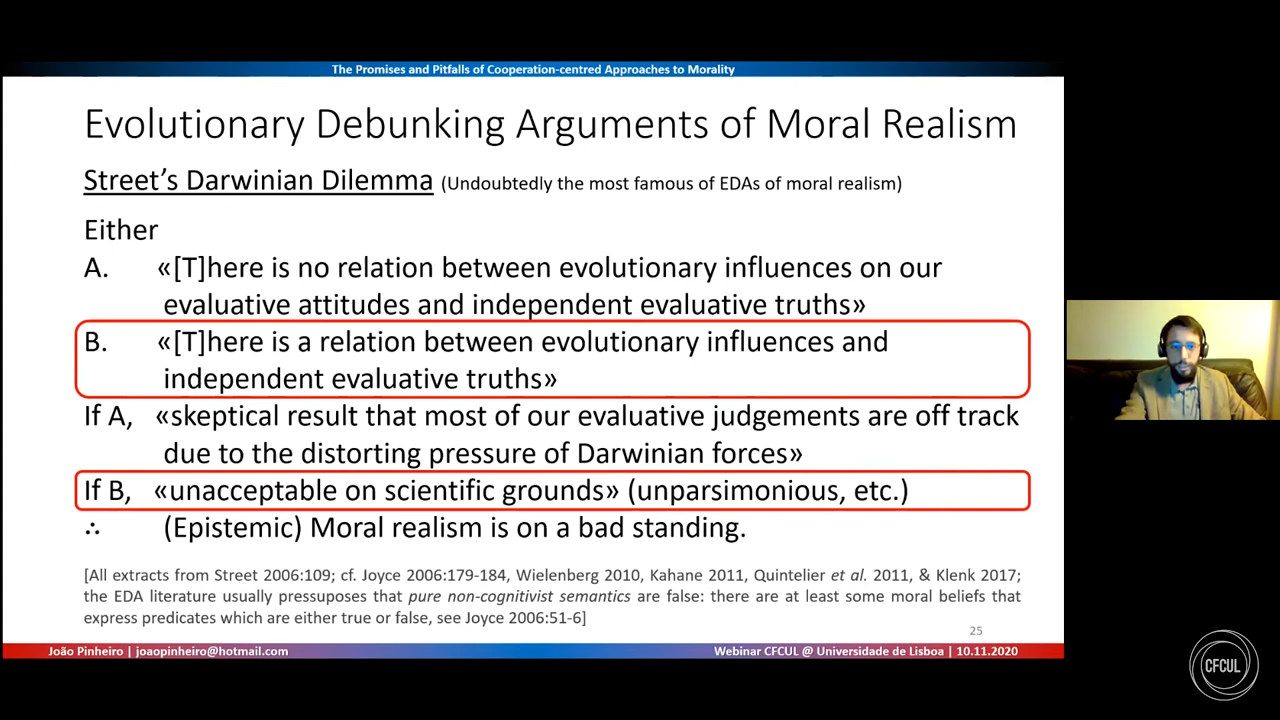 The Promises and Pitfalls of Cooperation-centred Approaches to Morality
Evolutionary Debunking Arguments of Moral Realism
Street's Darwinian Dilemma (Undoubtedly the most famous of EDAs of moral realism)
Either
A. «[T]here is no relation between evolutionary influences on our
evaluative attitudes and independent evaluative truths»
B. «[T]here is a relation between evolutionary influences and
independent evaluative truths»
If A, «skeptical result that most of our evaluative judgements are off track
due to the distorting pressure of Darwinian forces»
If B, «unacceptable on scientific grounds» (unparsimonious, etc.)
∴ (Epistemic) Moral realism is on a bad standing.
[All extracts from Street 2006:109; cf. Joyce 2006:179-184, Wielenberg 2010, Kahane 2011, Quintelier et al. 2011, & Klenk 2017;
the EDA literature usually pressuposes that pure non-cognitivist semantics are false: there are at least some moral beliefs that
express predicates which are either true or false, see Joyce 2006:51-6]
25
João Pinheiro | joaopinheiro@hotmail.com Webinar CFCUL @ Universidade de Lisboa | 10.11.2020
CFCUL